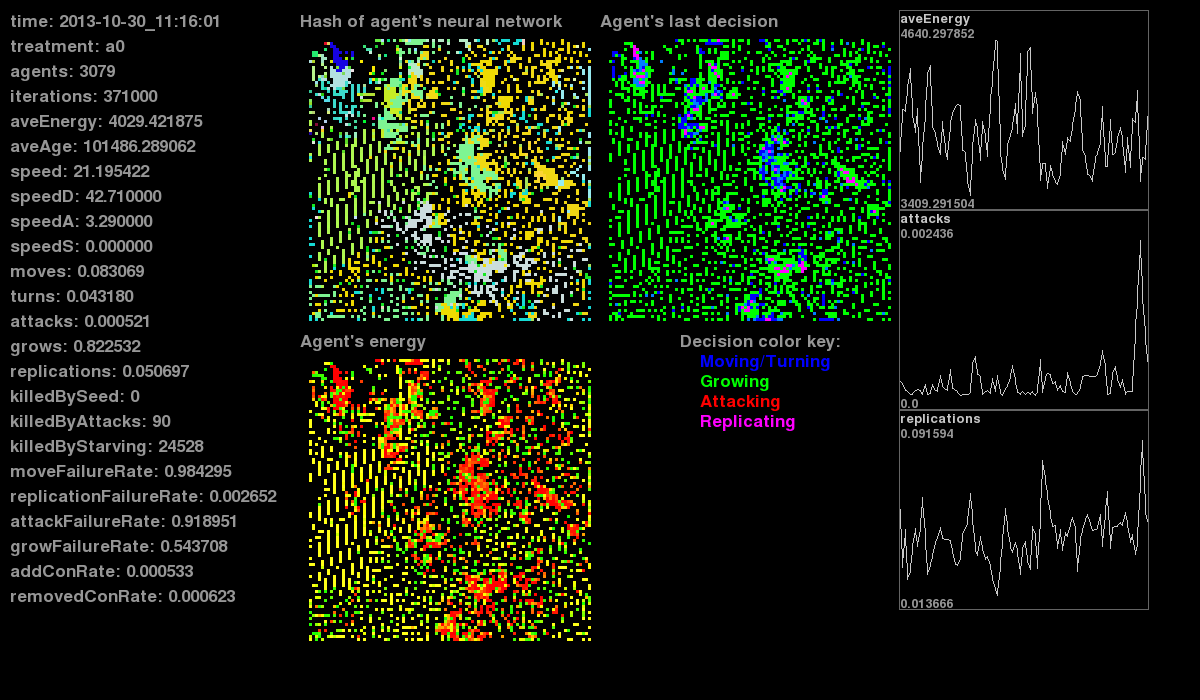 time: 2013-10-30_11:16:01
treatment: a0
agents: 3079
iterations: 371000
aveEnergy: 4029.421875
aveAge: 101486.289062
speed: 21.195422
speedD: 42.710000
speedA: 3.290000
speedS: 0.000000
moves: 0.083069
turns: 0.043180
attacks: 0.000521
grows: 0.822532
replications: 0.050697
killedBySeed: 0
killedByAttacks: 90
killedByStarving: 24528
moveFailureRate: 0.984295
replicationFailureRate: 0.002652
attackFailureRate: 0.918951
growFailureRate: 0.543708
addConRate: 0.000533
removedConRate: 0.000623
Hash of agent's neural network
Agent's last decision
Agent's energy
Decision color key:
Moving/Turning
Growing
Attacking
Replicating
aveEnergy
4640.297852
3409.291504
attacks
0.002436
0.0
replications
0.091594
0.013666